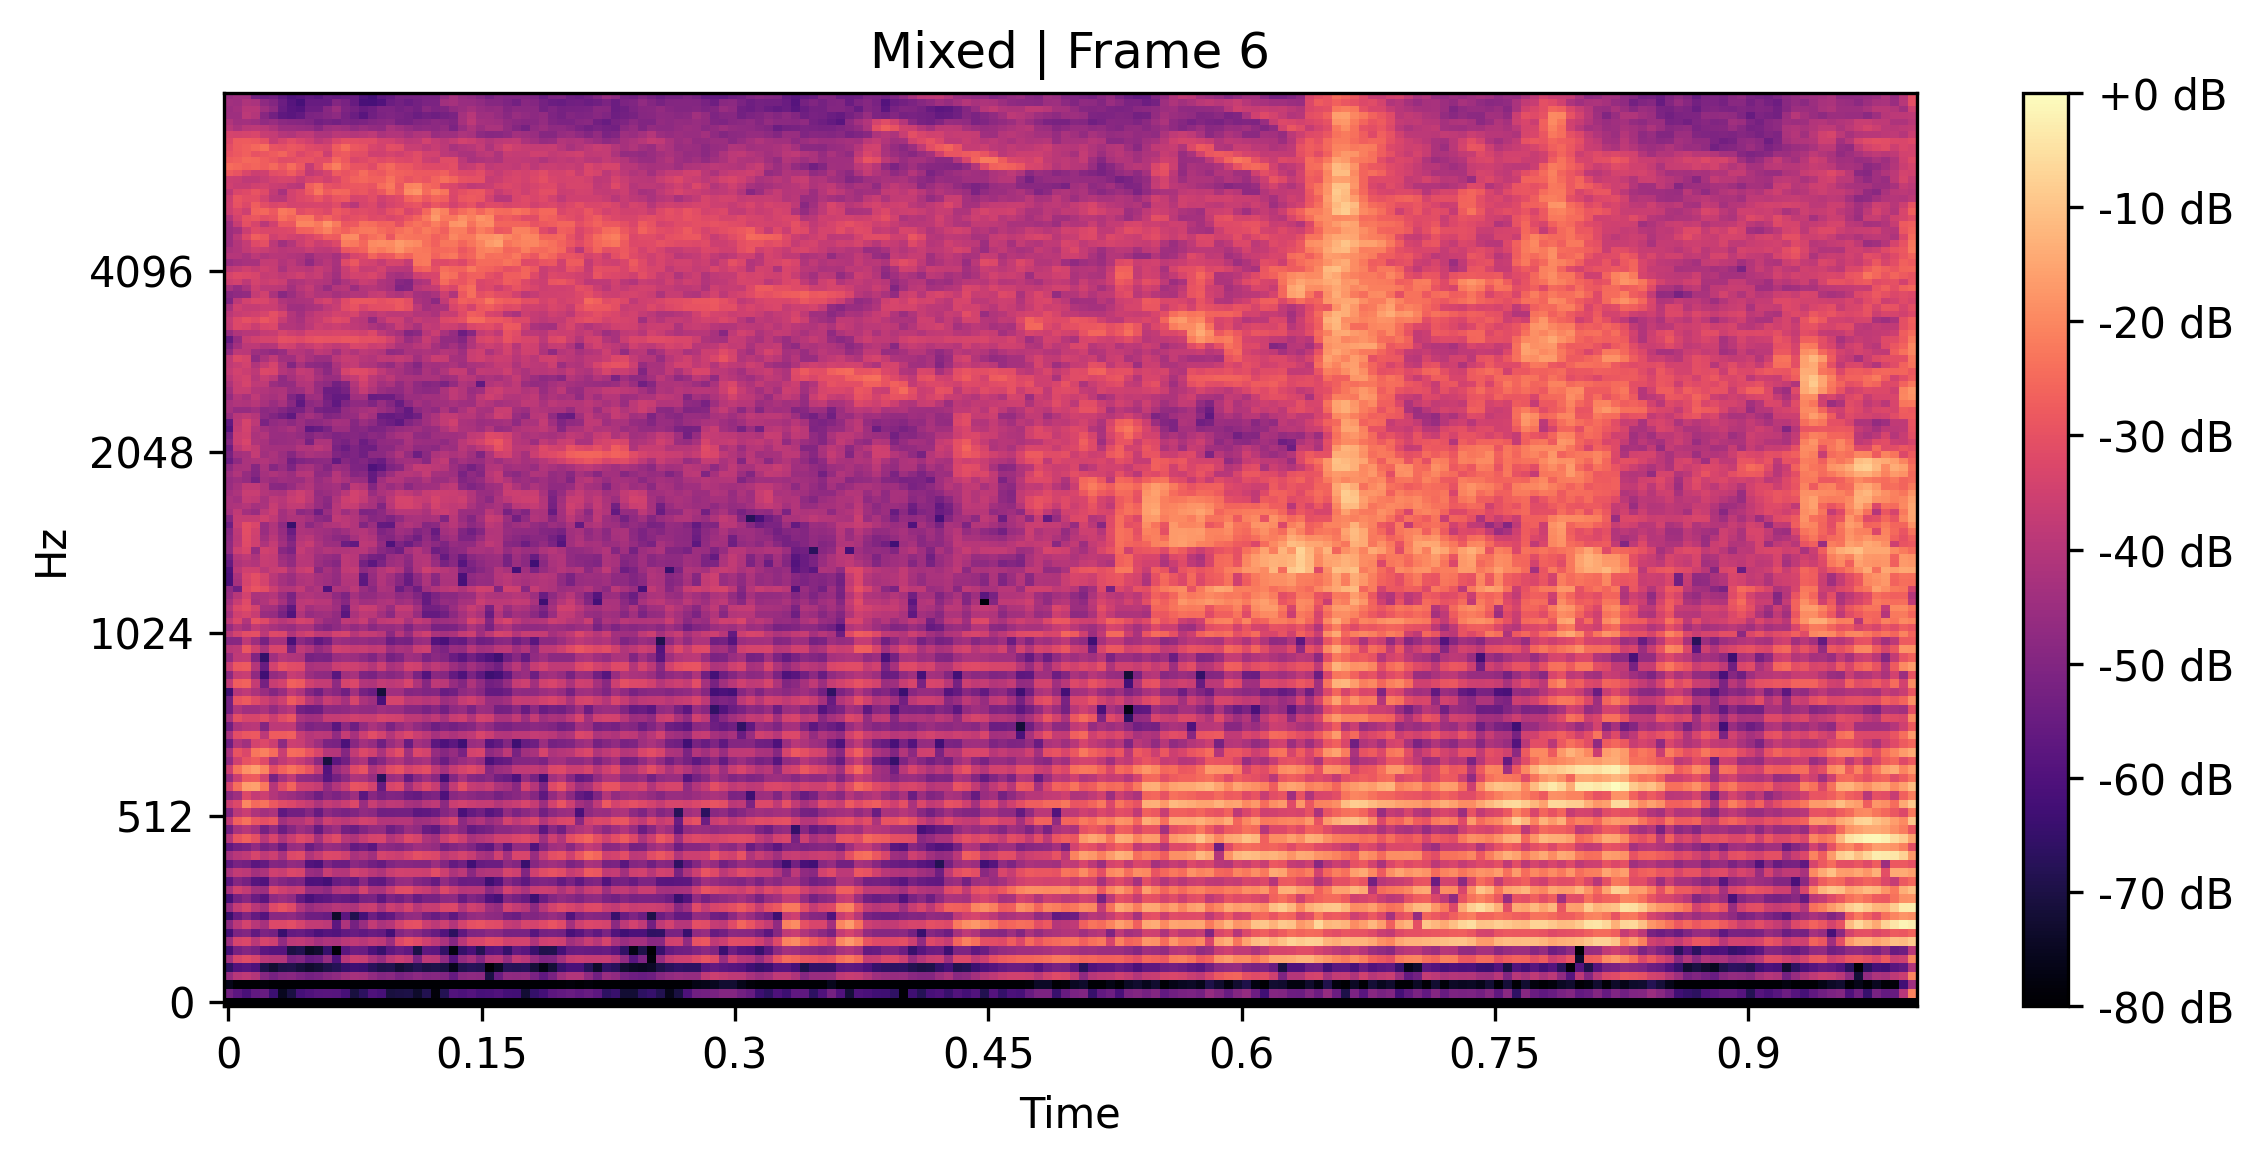 Mixed | Frame 6
+0 dB
-10 dB
-20 dB
-30 dB
-40 dB
-50 dB
-60 dB
-70 dB
-80 dB
4096
2048
1024
512
0
Hz
0
0.15
0.3
0.45
0.6
0.75
0.9
Time